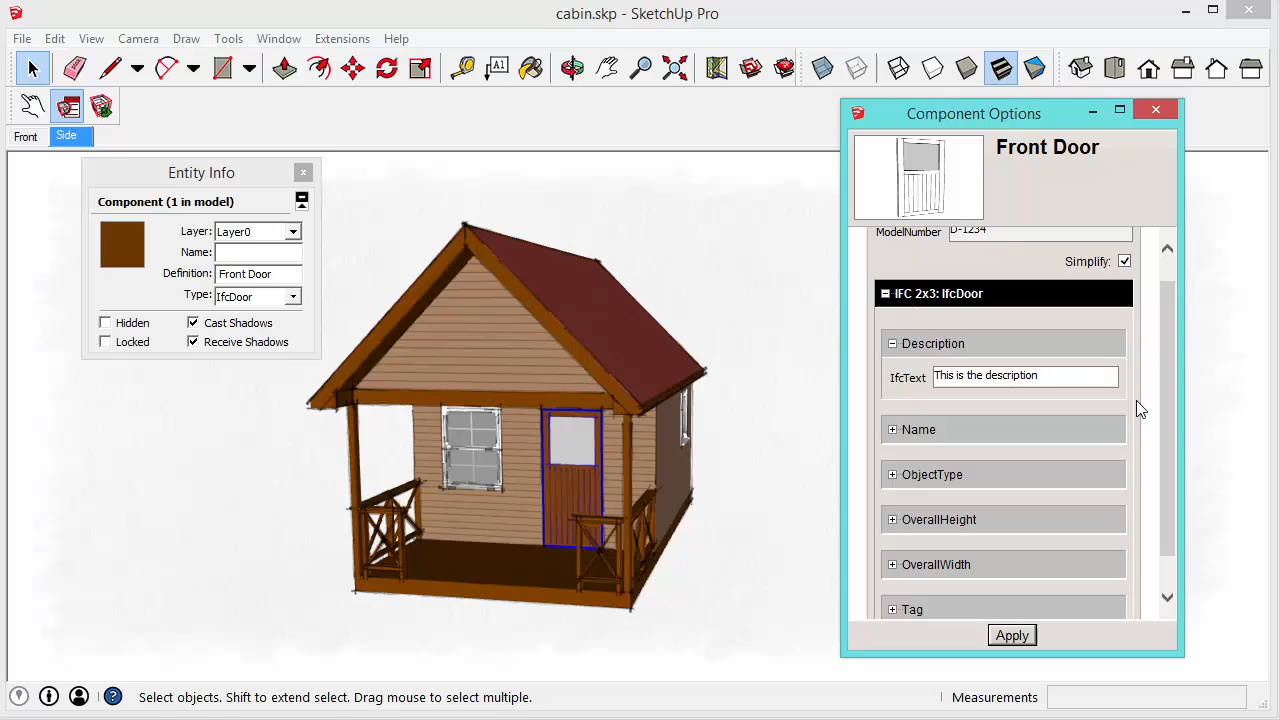 cabin.skp - SketchUp Pro
File Edit View Camera Draw Tools Window Extensions Help
A1
Front Side
Entity Info
Component (1 in model)
Layer: Layer0
Name:
Definition: Front Door
Type: IfcDoor
Hidden Cast Shadows
Locked Receive Shadows
Component Options
Front Door
ModelNumber D-1234
Simplify:
IFC 2x3: IfcDoor
Description
IfcText This is the description
Name
ObjectType
OverallHeight
OverallWidth
Tag
Apply
Select objects. Shift to extend select. Drag mouse to select multiple.
Measurements